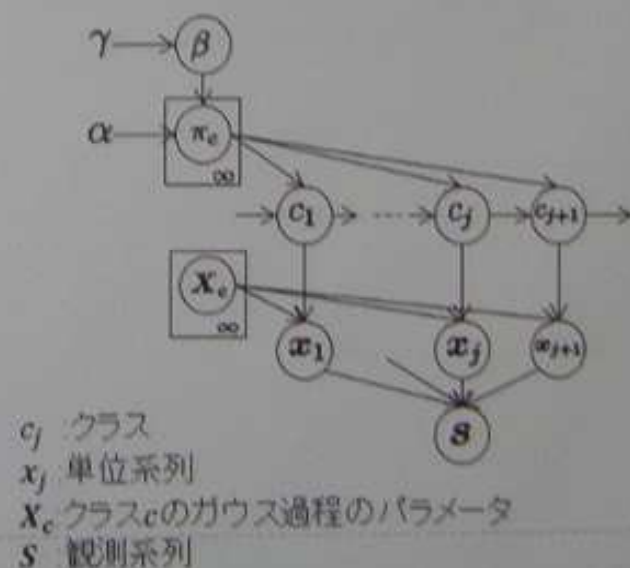 γ β
α π_c
∞
c_1 c_j c_{j+1}
X_c
∞
x_1 x_j x_{j+1}
S
c_j :クラス
x_j 単位系列
X_c クラスcのガウス過程のパラメータ
S 観測系列